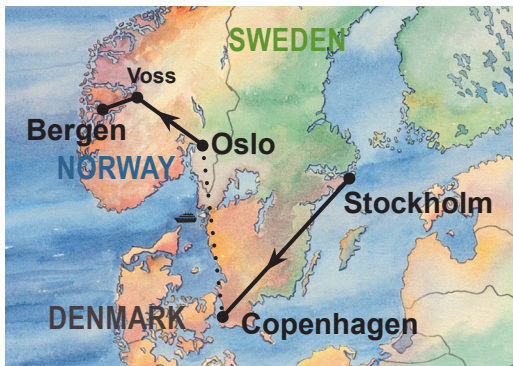 SWEDEN
Voss
Bergen
Oslo
NORWAY
Stockholm
DENMARK
Copenhagen